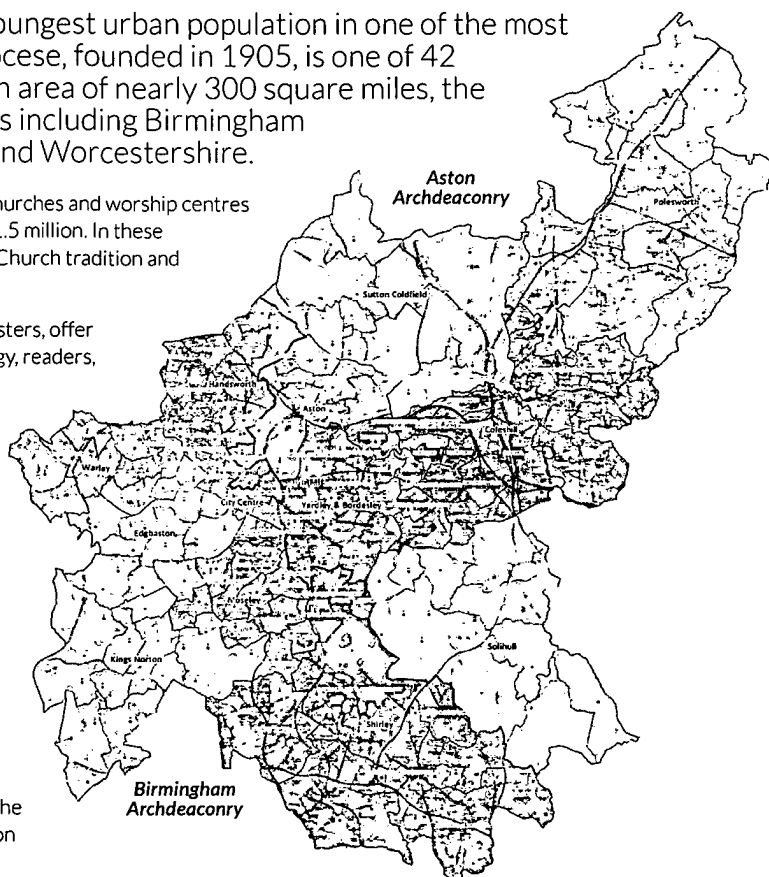 oungest urban population in one of the most
ocese, founded in 1905, is one of 42
n area of nearly 300 square miles, the
s including Birmingham
nd Worcestershire.
hurches and worship centres
.5 million. In these
Church tradition and
sters, offer
gy, readers,
Aston
Archdeaconry
Polesworth
Sutton Coldfield
Handsworth
Aston
Coleshill
Warley
City Centre
Yardley & Bordesley
Edgbaston
Moseley
Kings Norton
Solihull
Shirley
Birmingham
Archdeaconry
he
on